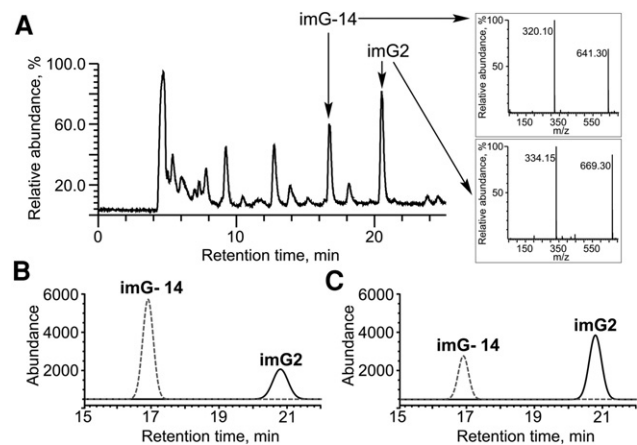 A
imG-14
imG2
Relative abundance, %
100.0
60.0
20.0
0 10 20
Retention time, min
Relative abundance, %
100
50
320.10
641.30
150 350 550
m/z
Relative abundance, %
100
50
334.15
669.30
150 350 550
m/z
B
Abundance
6000
4000
2000
imG- 14
imG2
15 17 19 21
Retention time, min
C
Abundance
6000
4000
2000
imG- 14
imG2
15 17 19 21
Retention time, min